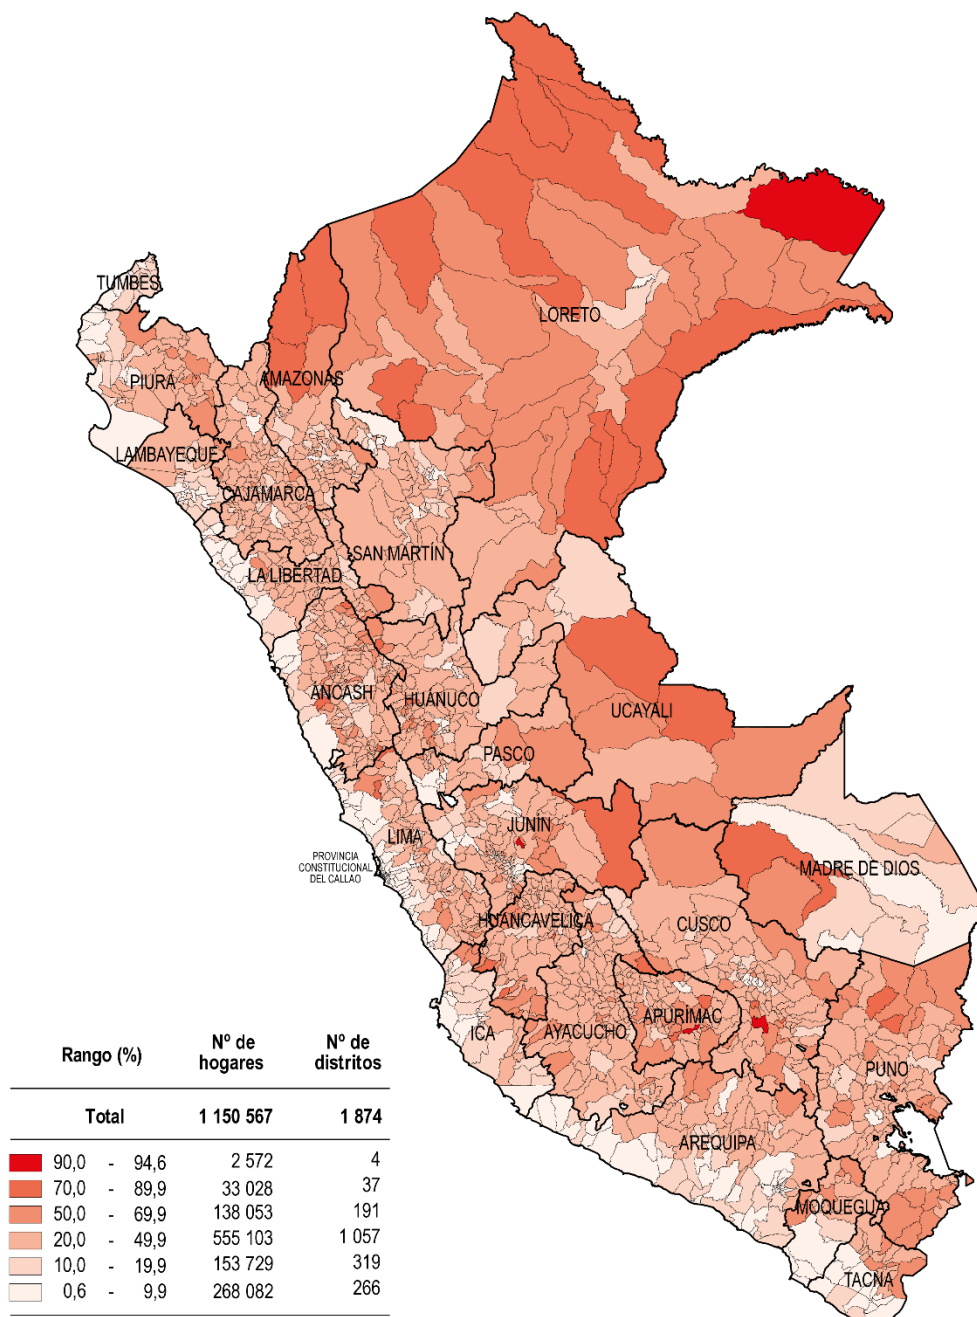 TUMBES
LORETO
PIURA
AMAZONAS
LAMBAYEQUE
CAJAMARCA
SAN MARTÍN
LA LIBERTAD
ANCASH
HUÁNUCO
UCAYALI
PASCO
JUNÍN
LIMA
PROVINCIA
CONSTITUCIONAL
DEL CALLAO
MADRE DE DIOS
HUANCAVELICA
CUSCO
ICA
AYACUCHO
APURÍMAC
PUNO
AREQUIPA
MOQUEGUA
TACNA
Rango (%) Nº de hogares Nº de distritos
Total 1 150 567 1 874
90,0 - 94,6 2 572 4
70,0 - 89,9 33 028 37
50,0 - 69,9 138 053 191
20,0 - 49,9 555 103 1 057
10,0 - 19,9 153 729 319
0,6 - 9,9 268 082 266